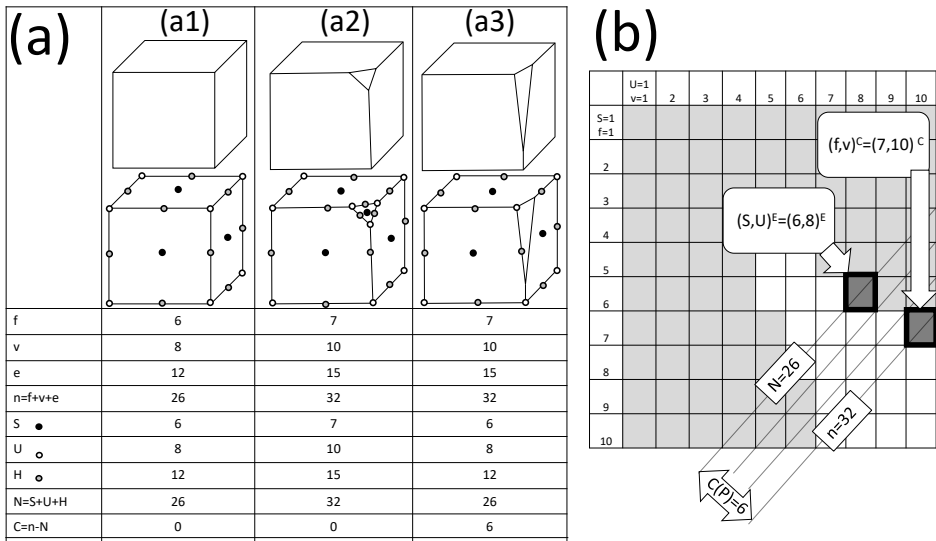 (a)
(a1) (a2) (a3)
f 6 7 7
v 8 10 10
e 12 15 15
n=f+v+e 26 32 32
S 6 7 6
U 8 10 8
H 12 15 12
N=S+U+H 26 32 26
C=n-N 0 0 6
(b)
U=1
v=1 2 3 4 5 6 7 8 9 10
S=1
f=1
2
3
4
5
6
7
8
9
10
(f,v)ᶜ=(7,10) ᶜ
(S,U)ᴱ=(6,8)ᴱ
N=26
n=32
C(P)=6